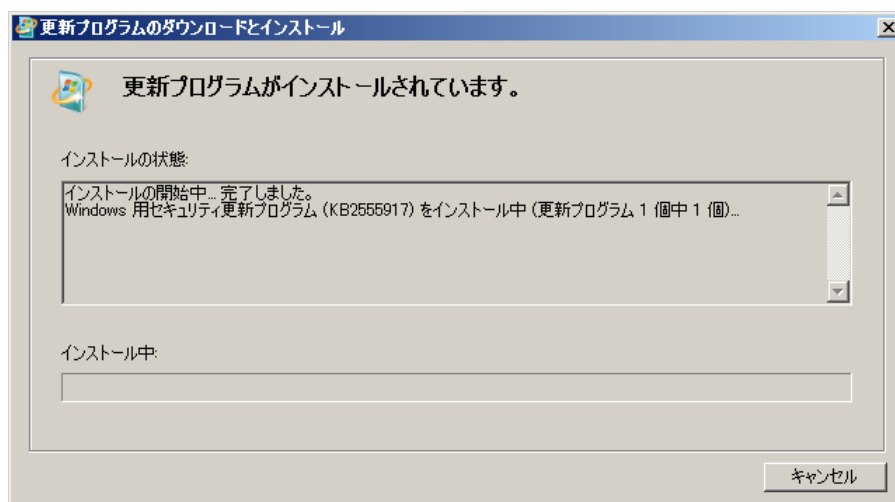 更新プログラムのダウンロードとインストール
更新プログラムがインストールされています。
インストールの状態:
インストールの開始中... 完了しました。
Windows 用セキュリティ更新プログラム (KB2555917) をインストール中 (更新プログラム 1 個中 1 個)...
インストール中:
キャンセル